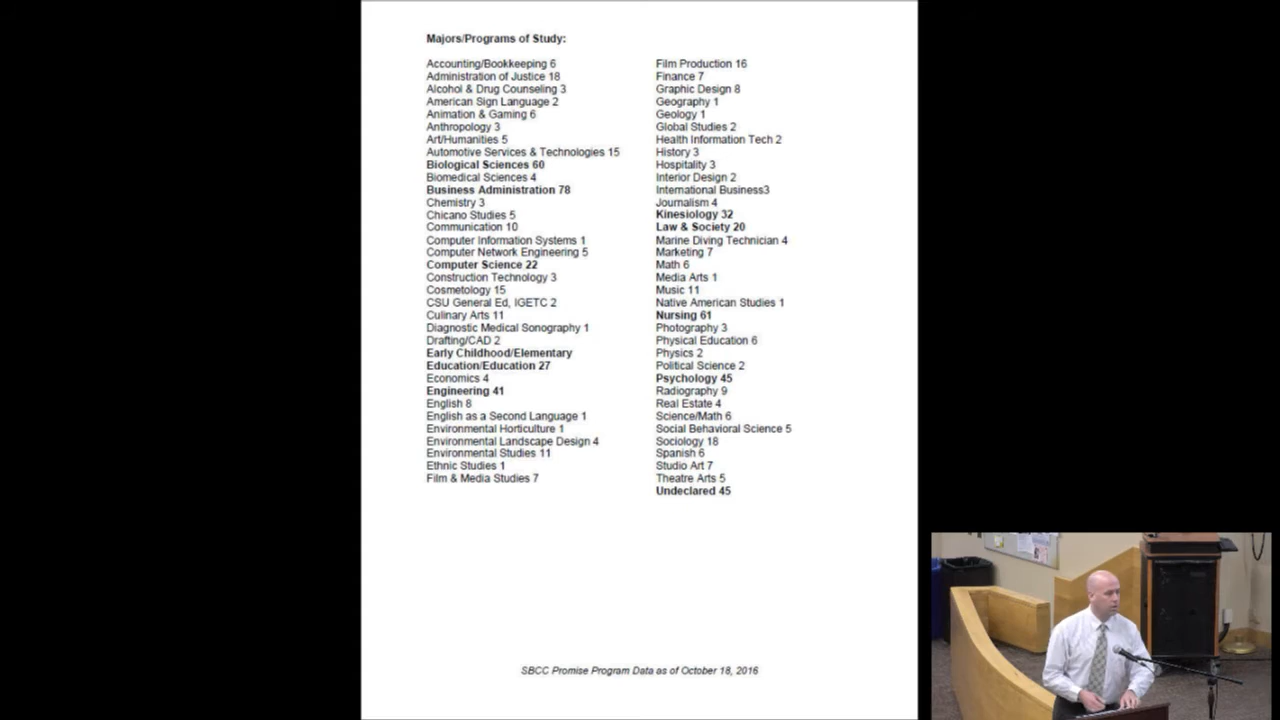 Majors/Programs of Study:
Accounting/Bookkeeping 6
Administration of Justice 18
Alcohol & Drug Counseling 3
American Sign Language 2
Animation & Gaming 6
Anthropology 3
Art/Humanities 5
Automotive Services & Technologies 15
Biological Sciences 60
Biomedical Sciences 4
Business Administration 78
Chemistry 3
Chicano Studies 5
Communication 10
Computer Information Systems 1
Computer Network Engineering 5
Computer Science 22
Construction Technology 3
Cosmetology 15
CSU General Ed, IGETC 2
Culinary Arts 11
Diagnostic Medical Sonography 1
Drafting/CAD 2
Early Childhood/Elementary
Education/Education 27
Economics 4
Engineering 41
English 8
English as a Second Language 1
Environmental Horticulture 1
Environmental Landscape Design 4
Environmental Studies 11
Ethnic Studies 1
Film & Media Studies 7
Film Production 16
Finance 7
Graphic Design 8
Geography 1
Geology 1
Global Studies 2
Health Information Tech 2
History 3
Hospitality 3
Interior Design 2
International Business3
Journalism 4
Kinesiology 32
Law & Society 20
Marine Diving Technician 4
Marketing 7
Math 6
Media Arts 1
Music 11
Native American Studies 1
Nursing 61
Photography 3
Physical Education 6
Physics 2
Political Science 2
Psychology 45
Radiography 9
Real Estate 4
Science/Math 6
Social Behavioral Science 5
Sociology 18
Spanish 6
Studio Art 7
Theatre Arts 5
Undeclared 45
SBCC Promise Program Data as of October 18, 2016